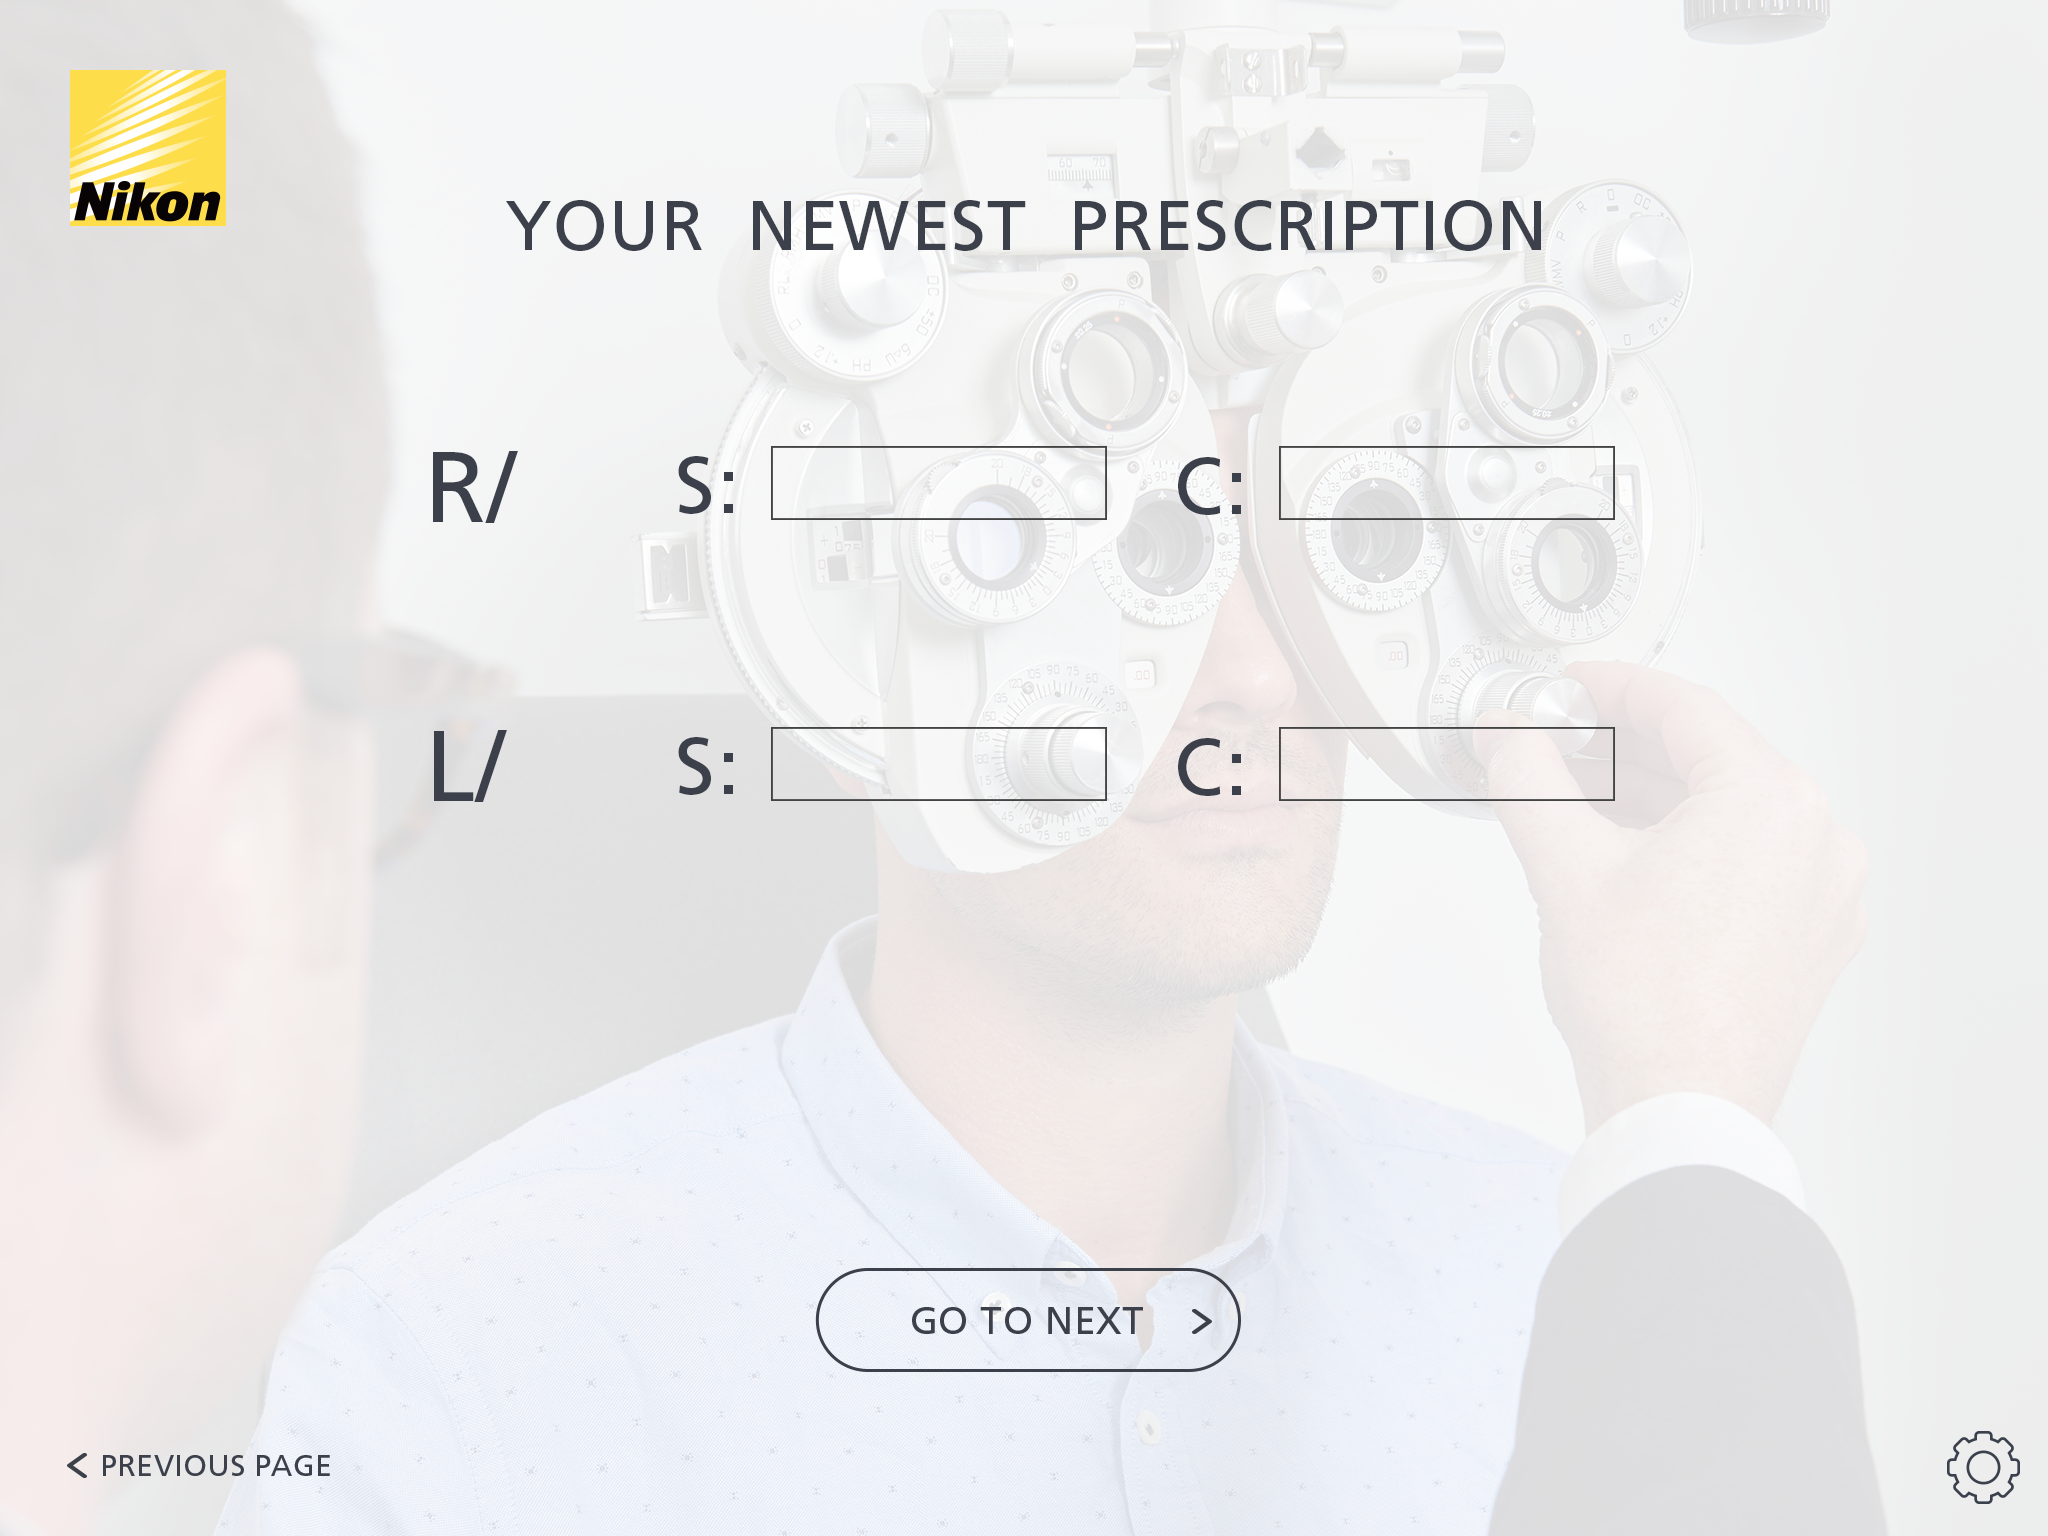 Nikon
YOUR NEWEST PRESCRIPTION
R/ S: C:
L/ S: C:
GO TO NEXT >
< PREVIOUS PAGE